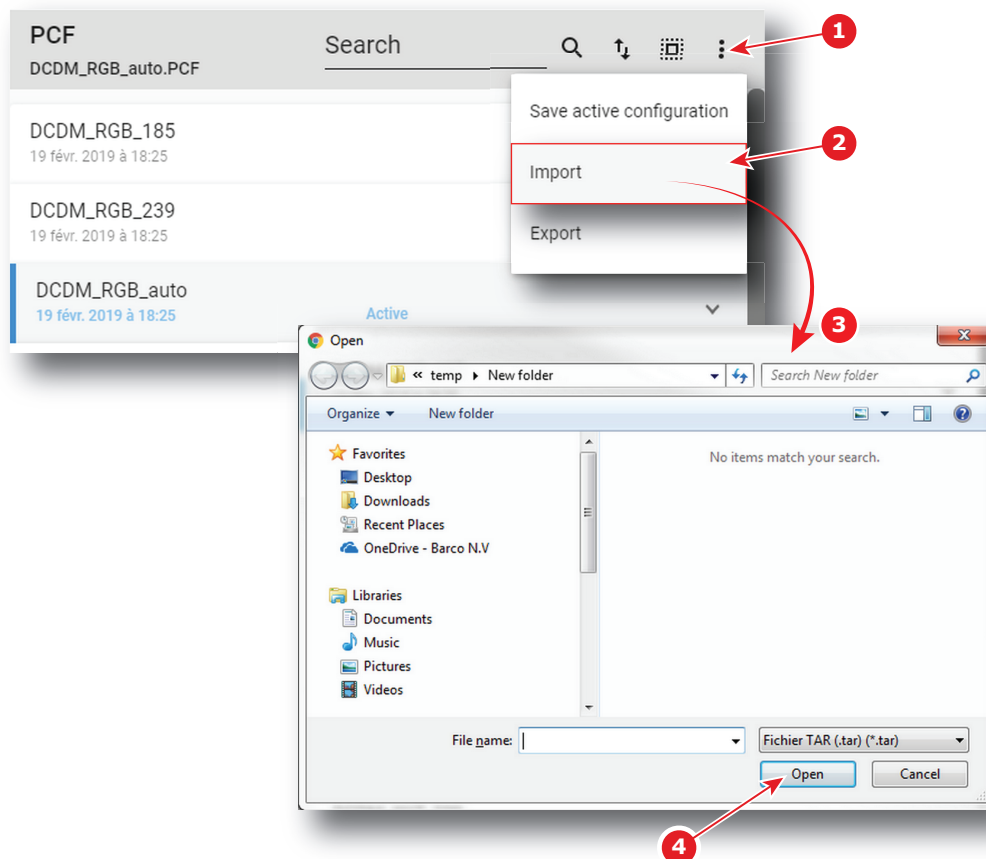 PCF
DCDM_RGB_auto.PCF
Search
1
Save active configuration
DCDM_RGB_185
19 févr. 2019 à 18:25
2
Import
DCDM_RGB_239
19 févr. 2019 à 18:25
Export
DCDM_RGB_auto
19 févr. 2019 à 18:25
Active
3
Open
x
« temp New folder
Search New folder
Organize
New folder
?
Favorites
Desktop
Downloads
Recent Places
OneDrive - Barco N.V
Libraries
Documents
Music
Pictures
Videos
No items match your search.
File name:
Fichier TAR (.tar) (*.tar)
Open
Cancel
4